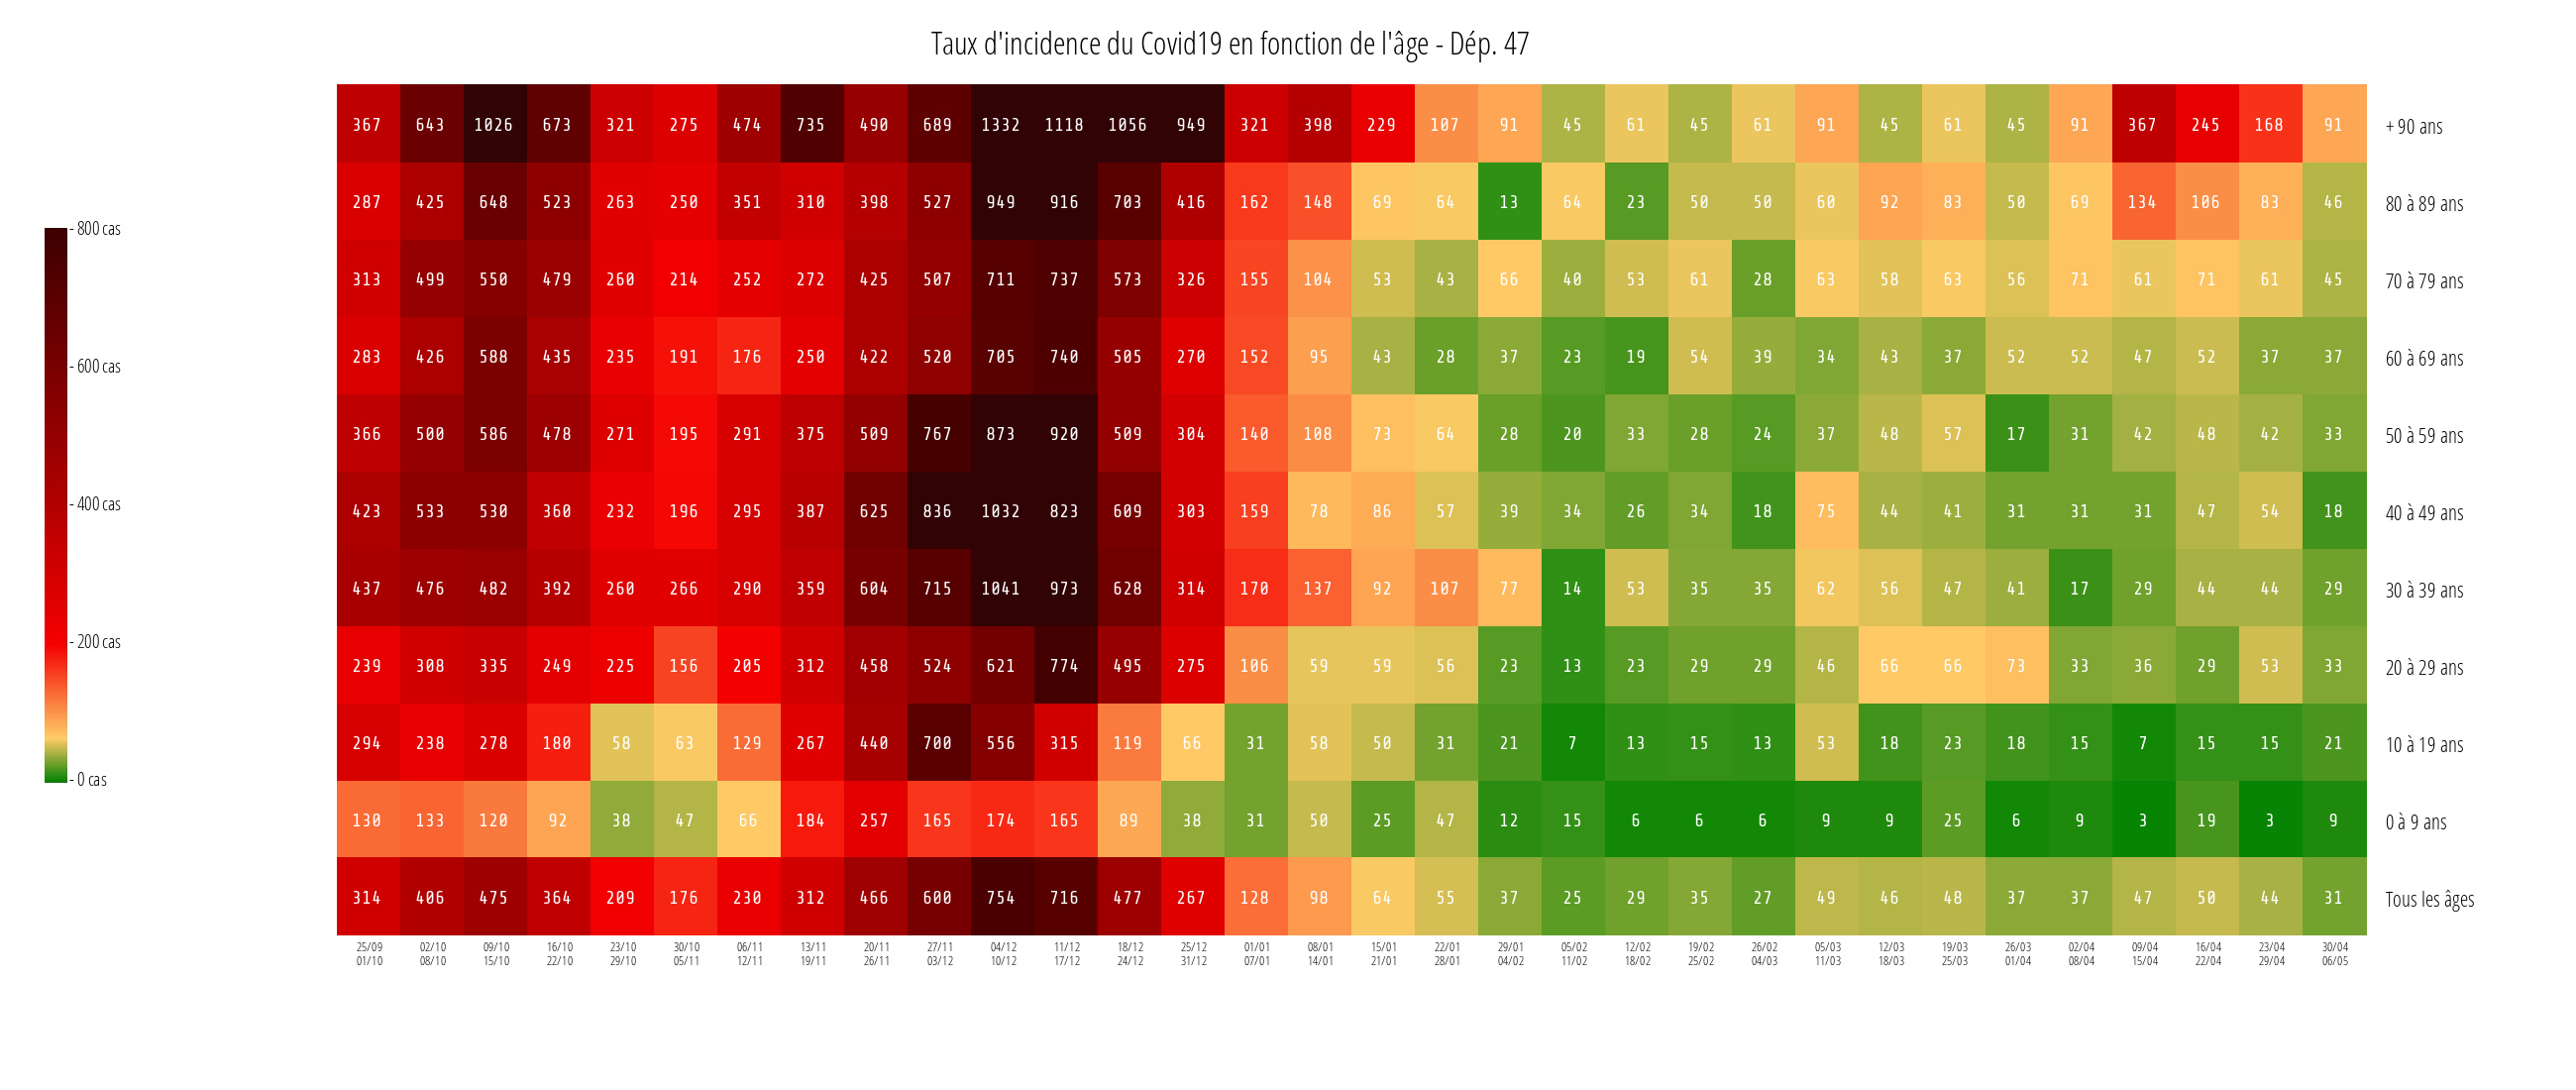 Taux d'incidence du Covid19 en fonction de l'âge - Dép. 47
- 800 cas
- 600 cas
- 400 cas
- 200 cas
- 0 cas
367 643 1026 673 321 275 474 735 490 689 1332 1118 1056 949 321 398 229 107 91 45 61 45 61 91 45 61 45 91 367 245 168 91 + 90 ans
287 425 648 523 263 250 351 310 398 527 949 916 703 416 162 148 69 64 13 64 23 50 50 60 92 83 50 69 134 106 83 46 80 à 89 ans
313 499 550 479 260 214 252 272 425 507 711 737 573 326 155 104 53 43 66 40 53 61 28 63 58 63 56 71 61 71 61 45 70 à 79 ans
283 426 588 435 235 191 176 250 422 520 705 740 505 270 152 95 43 28 37 23 19 54 39 34 43 37 52 52 47 52 37 37 60 à 69 ans
366 500 586 478 271 195 291 375 509 767 873 920 509 304 140 108 73 64 28 20 33 28 24 37 48 57 17 31 42 48 42 33 50 à 59 ans
423 533 530 360 232 196 295 387 625 836 1032 823 609 303 159 78 86 57 39 34 26 34 18 75 44 41 31 31 31 47 54 18 40 à 49 ans
437 476 482 392 260 266 290 359 604 715 1041 973 628 314 170 137 92 107 77 14 53 35 35 62 56 47 41 17 29 44 44 29 30 à 39 ans
239 308 335 249 225 156 205 312 458 524 621 774 495 275 106 59 59 56 23 13 23 29 29 46 66 66 73 33 36 29 53 33 20 à 29 ans
294 238 278 180 58 63 129 267 440 700 556 315 119 66 31 58 50 31 21 7 13 15 13 53 18 23 18 15 7 15 15 21 10 à 19 ans
130 133 120 92 38 47 66 184 257 165 174 165 89 38 31 50 25 47 12 15 6 6 6 9 9 25 6 9 3 19 3 9 0 à 9 ans
314 406 475 364 209 176 230 312 466 600 754 716 477 267 128 98 64 55 37 25 29 35 27 49 46 48 37 37 47 50 44 31 Tous les âges
25/09 02/10 09/10 16/10 23/10 30/10 06/11 13/11 20/11 27/11 04/12 11/12 18/12 25/12 01/01 08/01 15/01 22/01 29/01 05/02 12/02 19/02 26/02 05/03 12/03 19/03 26/03 02/04 09/04 16/04 23/04 30/04
01/10 08/10 15/10 22/10 29/10 05/11 12/11 19/11 26/11 03/12 10/12 17/12 24/12 31/12 07/01 14/01 21/01 28/01 04/02 11/02 18/02 25/02 04/03 11/03 18/03 25/03 01/04 08/04 15/04 22/04 29/04 06/05